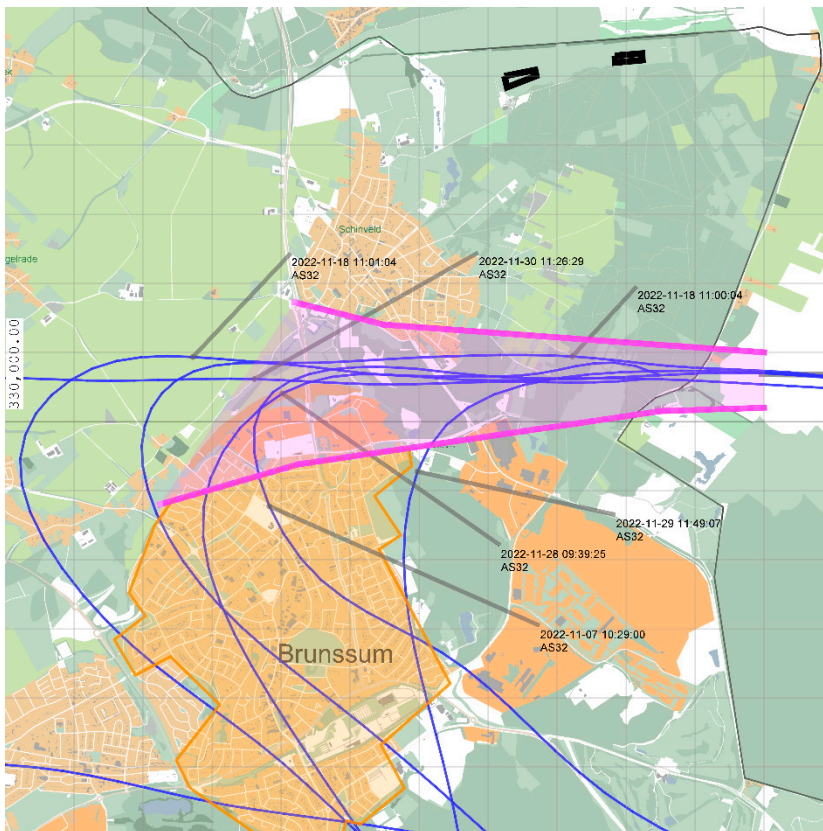 Schinveld
gelrade
2022-11-18 11:01:04
AS32
2022-11-30 11:26:29
AS32
2022-11-18 11:00:04
AS32
330,000.00
2022-11-29 11:49:07
AS32
2022-11-28 09:39:25
AS32
2022-11-07 10:29:00
AS32
Brunssum